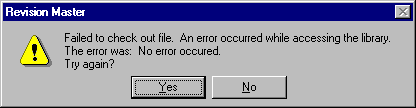 Revision Master
Failed to check out file. An error occurred while accessing the library.
The error was: No error occured.
Try again?
Yes
No